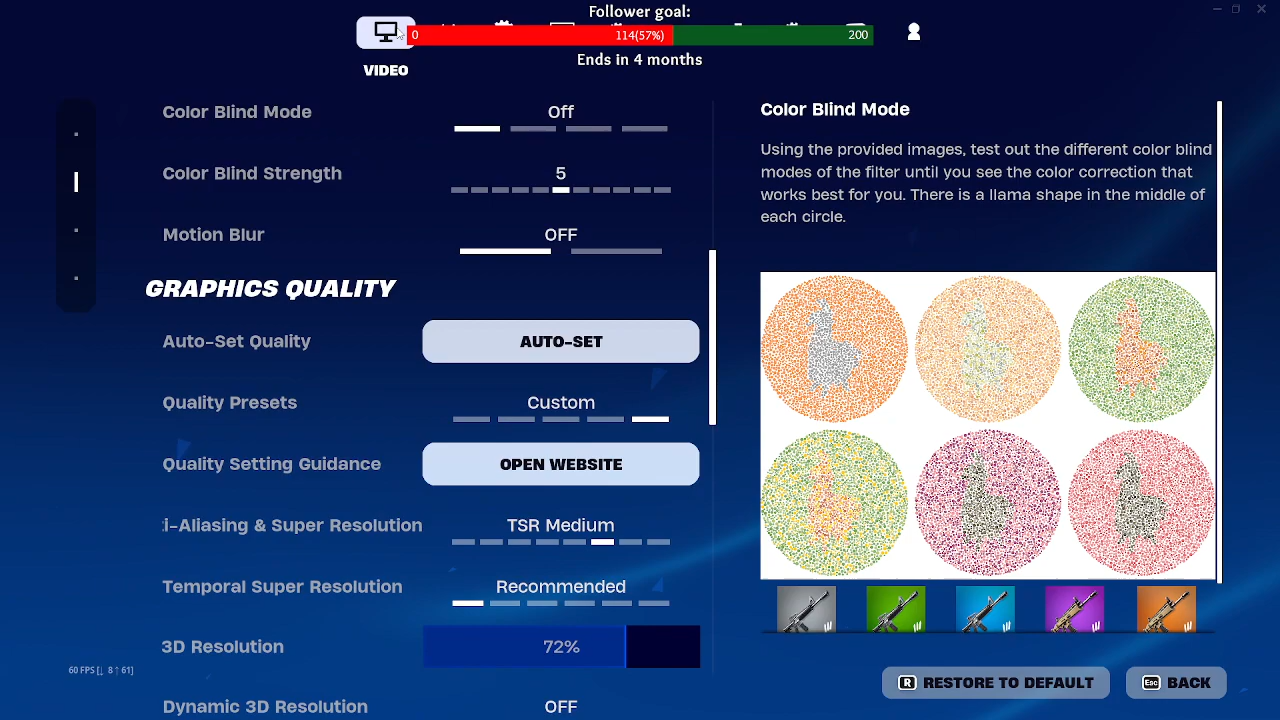 Follower goal:
0 114(57%) 200
Ends in 4 months
VIDEO
Color Blind Mode Off
Color Blind Strength 5
Motion Blur OFF
GRAPHICS QUALITY
Auto-Set Quality AUTO-SET
Quality Presets Custom
Quality Setting Guidance OPEN WEBSITE
i-Aliasing & Super Resolution TSR Medium
Temporal Super Resolution Recommended
3D Resolution 72%
Dynamic 3D Resolution OFF
Color Blind Mode
Using the provided images, test out the different color blind
modes of the filter until you see the color correction that
works best for you. There is a llama shape in the middle of
each circle.
60 FPS [↓ 8 ↑ 61]
R RESTORE TO DEFAULT
Esc BACK